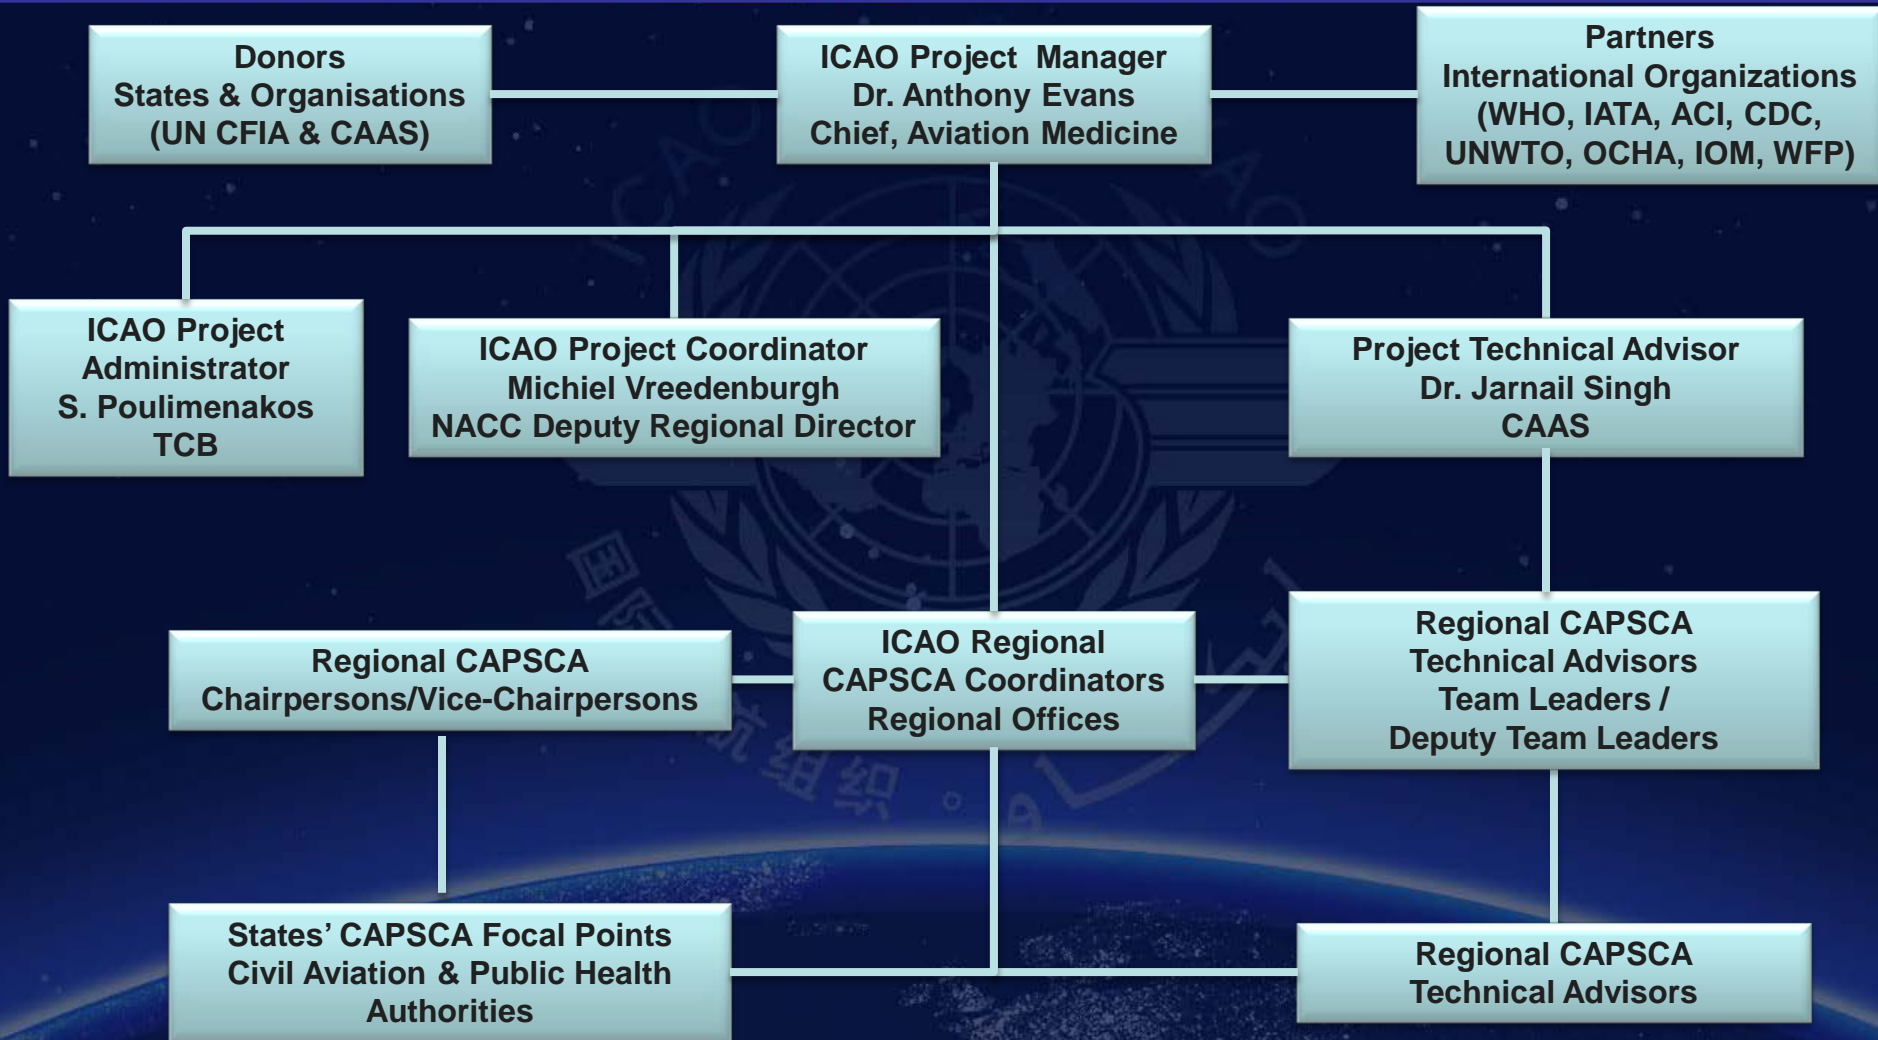 Donors
States & Organisations
(UN CFIA & CAAS)
ICAO Project Manager
Dr. Anthony Evans
Chief, Aviation Medicine
Partners
International Organizations
(WHO, IATA, ACI, CDC,
UNWTO, OCHA, IOM, WFP)
ICAO Project
Administrator
S. Poulimenakos
TCB
ICAO Project Coordinator
Michiel Vreedenburgh
NACC Deputy Regional Director
Project Technical Advisor
Dr. Jarnail Singh
CAAS
Regional CAPSCA
Chairpersons/Vice-Chairpersons
ICAO Regional
CAPSCA Coordinators
Regional Offices
Regional CAPSCA
Technical Advisors
Team Leaders /
Deputy Team Leaders
States’ CAPSCA Focal Points
Civil Aviation & Public Health
Authorities
Regional CAPSCA
Technical Advisors
ICAO
组织